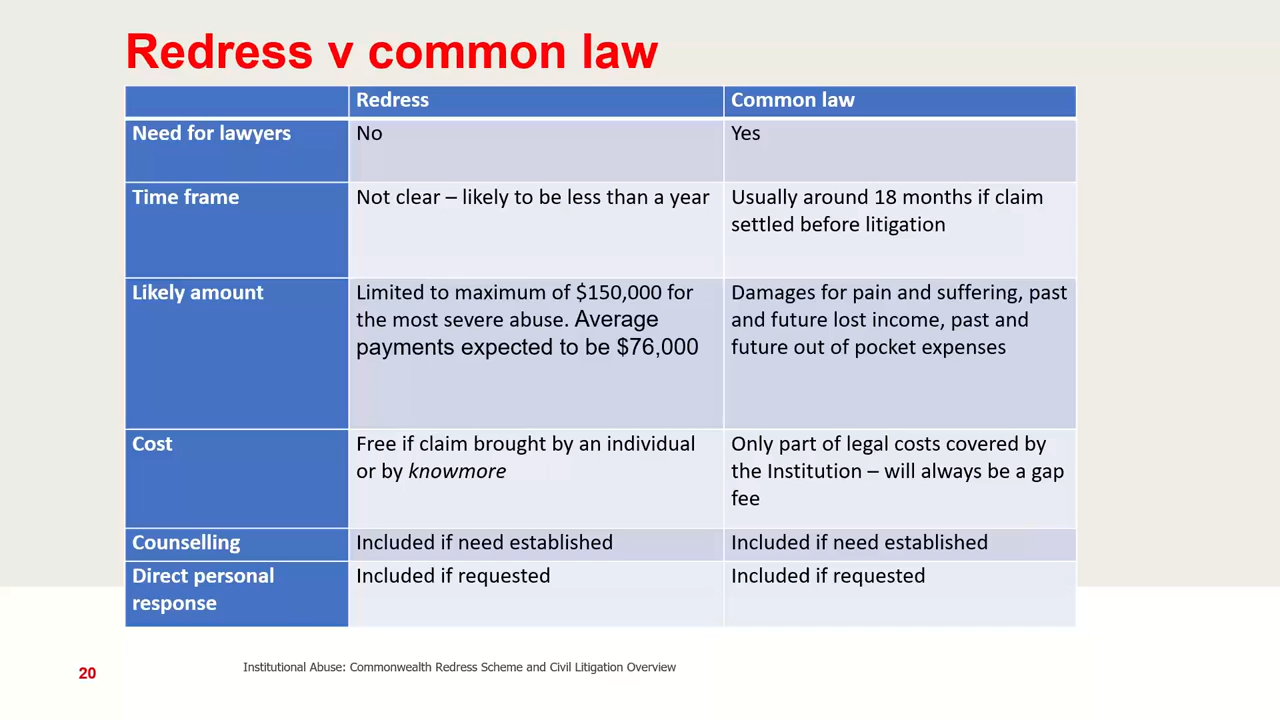 Redress v common law
Redress
Common law
Need for lawyers
No
Yes
Time frame
Not clear – likely to be less than a year
Usually around 18 months if claim
settled before litigation
Likely amount
Limited to maximum of $150,000 for
the most severe abuse. Average
payments expected to be $76,000
Damages for pain and suffering, past
and future lost income, past and
future out of pocket expenses
Cost
Free if claim brought by an individual
or by knowmore
Only part of legal costs covered by
the Institution – will always be a gap
fee
Counselling
Included if need established
Included if need established
Direct personal
response
Included if requested
Included if requested
20
Institutional Abuse: Commonwealth Redress Scheme and Civil Litigation Overview